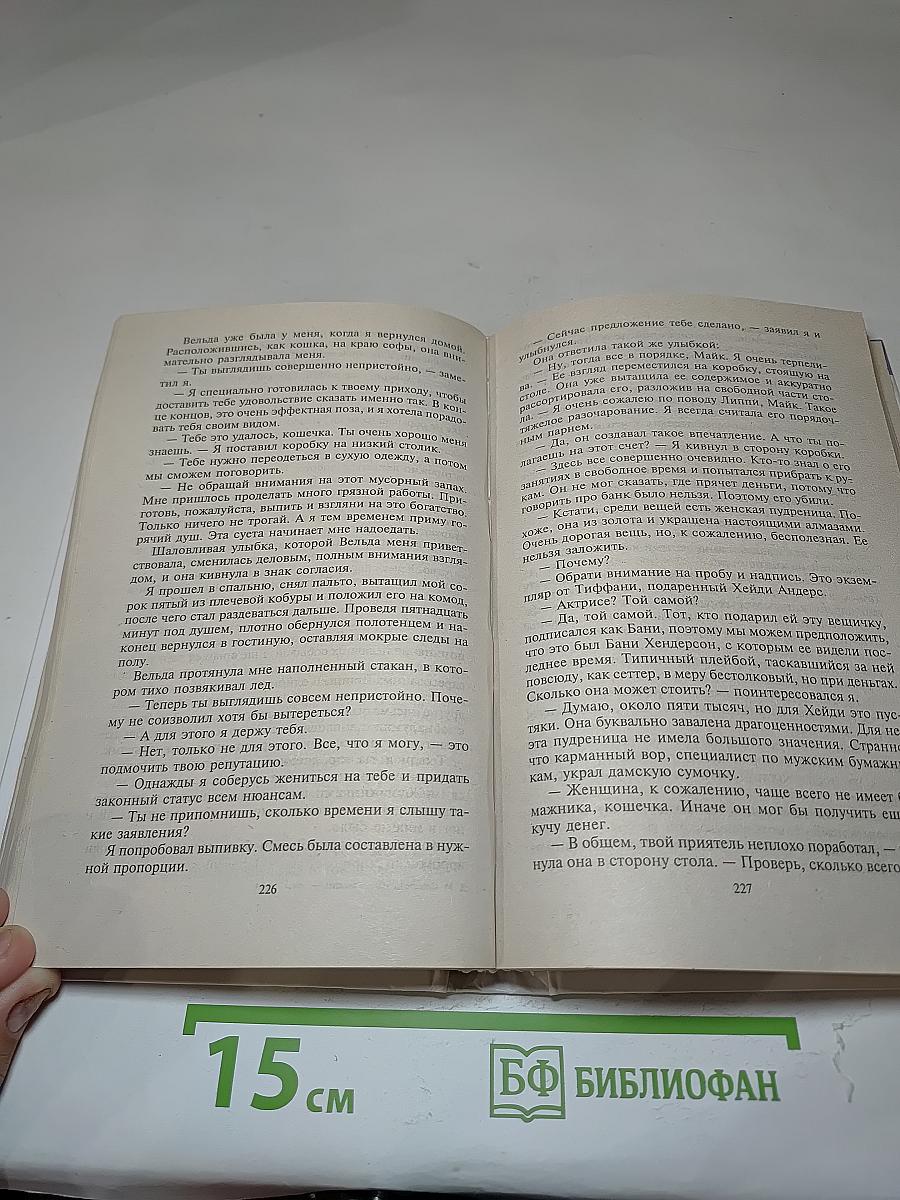 Вельда уже была у меня, когда я вернулся домой.
Расположившись, как кошка, на краю софы, она вни-
мательно разглядывала меня.
— Ты выглядишь совершенно непристойно, — заме-
тил я.
— Я специально готовилась к твоему приходу, чтобы
доставить тебе удовольствие сказать именно так. В кон-
це концов, это очень эффектная поза, и я хотела порадо-
вать тебя своим видом.
— Тебе это удалось, кошечка. Ты очень хорошо меня
знаешь. — Я поставил коробку на низкий столик.
— Тебе нужно переодеться в сухую одежду, а потом
мы сможем поговорить.
— Не обращай внимания на этот мусорный запах.
Мне пришлось проделать много грязной работы. При-
готовь, пожалуйста, выпить и взгляни на это богатство.
Только ничего не трогай. А я тем временем приму го-
рячий душ. Эта суета начинает мне надоедать.
Шаловливая улыбка, которой Вельда меня привет-
ствовала, сменилась деловым, полным внимания взгля-
дом, и она кивнула в знак согласия.
Я прошел в спальню, снял пальто, вытащил мой со-
рок пятый из плечевой кобуры и положил его на комод,
после чего стал раздеваться дальше. Проведя пятнадцать
минут под душем, плотно обернулся полотенцем и на-
конец вернулся в гостиную, оставляя мокрые следы на
полу.
Вельда протянула мне наполненный стакан, в кото-
ром тихо позвякивал лед.
— Теперь ты выглядишь совсем непристойно. Поче-
му не соизволил хотя бы вытереться?
— А для этого я держу тебя.
— Нет, только не для этого. Все, что я могу, — это
подмочить твою репутацию.
— Однажды я соберусь жениться на тебе и придать
законный статус всем нюансам.
— Ты не припомнишь, сколько времени я слышу та-
кие заявления?
Я попробовал выпивку. Смесь была составлена в нуж-
ной пропорции.
226
— Сейчас предложение тебе сделано, — заявил я и
улыбнулся.
Она ответила такой же улыбкой:
— Ну, тогда все в порядке, Майк. Я очень терпели-
ва. — Ее взгляд переместился на коробку, стоящую на
столе. Она уже вытащила ее содержимое и аккуратно
рассортировала его, разложив на свободной части сто-
ла. — Я очень сожалею по поводу Липпи, Майк. Такое
тяжелое разочарование. Я всегда считала его порядоч-
ным парнем.
— Да, он создавал такое впечатление. А что ты по-
лагаешь на этот счет? — Я кивнул в сторону коробки.
— Здесь все совершенно очевидно. Кто-то знал о его
занятиях в свободное время и попытался прибрать к ру-
кам. Он не мог сказать, где прячет деньги, потому что
говорить про банк было нельзя. Поэтому его убили.
— Кстати, среди вещей есть женская пудреница. По-
хоже, она из золота и украшена настоящими алмазами.
Очень дорогая вещь, но, к сожалению, бесполезная. Ее
нельзя заложить.
— Почему?
— Обрати внимание на пробу и надпись. Это экзем-
пляр от Тиффани, подаренный Хейди Андерс.
— Актрисе? Той самой?
— Да, той самой. Тот, кто подарил ей эту вещичку,
подписался как Бани, поэтому мы можем предположить,
что это был Бани Хендерсон, с которым ее видели пос-
леднее время. Типичный плейбой, таскавшийся за ней
повсюду, как сеттер, в меру бестолковый, но при деньгах.
Сколько она может стоить? — поинтересовался я.
— Думаю, около пяти тысяч, но для Хейди это пус-
тяки. Она буквально завалена драгоценностями. Для не
эта пудреница не имела большого значения. Странно
что карманный вор, специалист по мужским бумажн
кам, украл дамскую сумочку.
— Женщина, к сожалению, чаще всего не имеет
мажника, кошечка. Иначе он мог бы получить ещ
кучу денег.
— В общем, твой приятель неплохо поработал, —
нула она в сторону стола. — Проверь, сколько всего
227
15 см
БФ БИБЛИОФАН